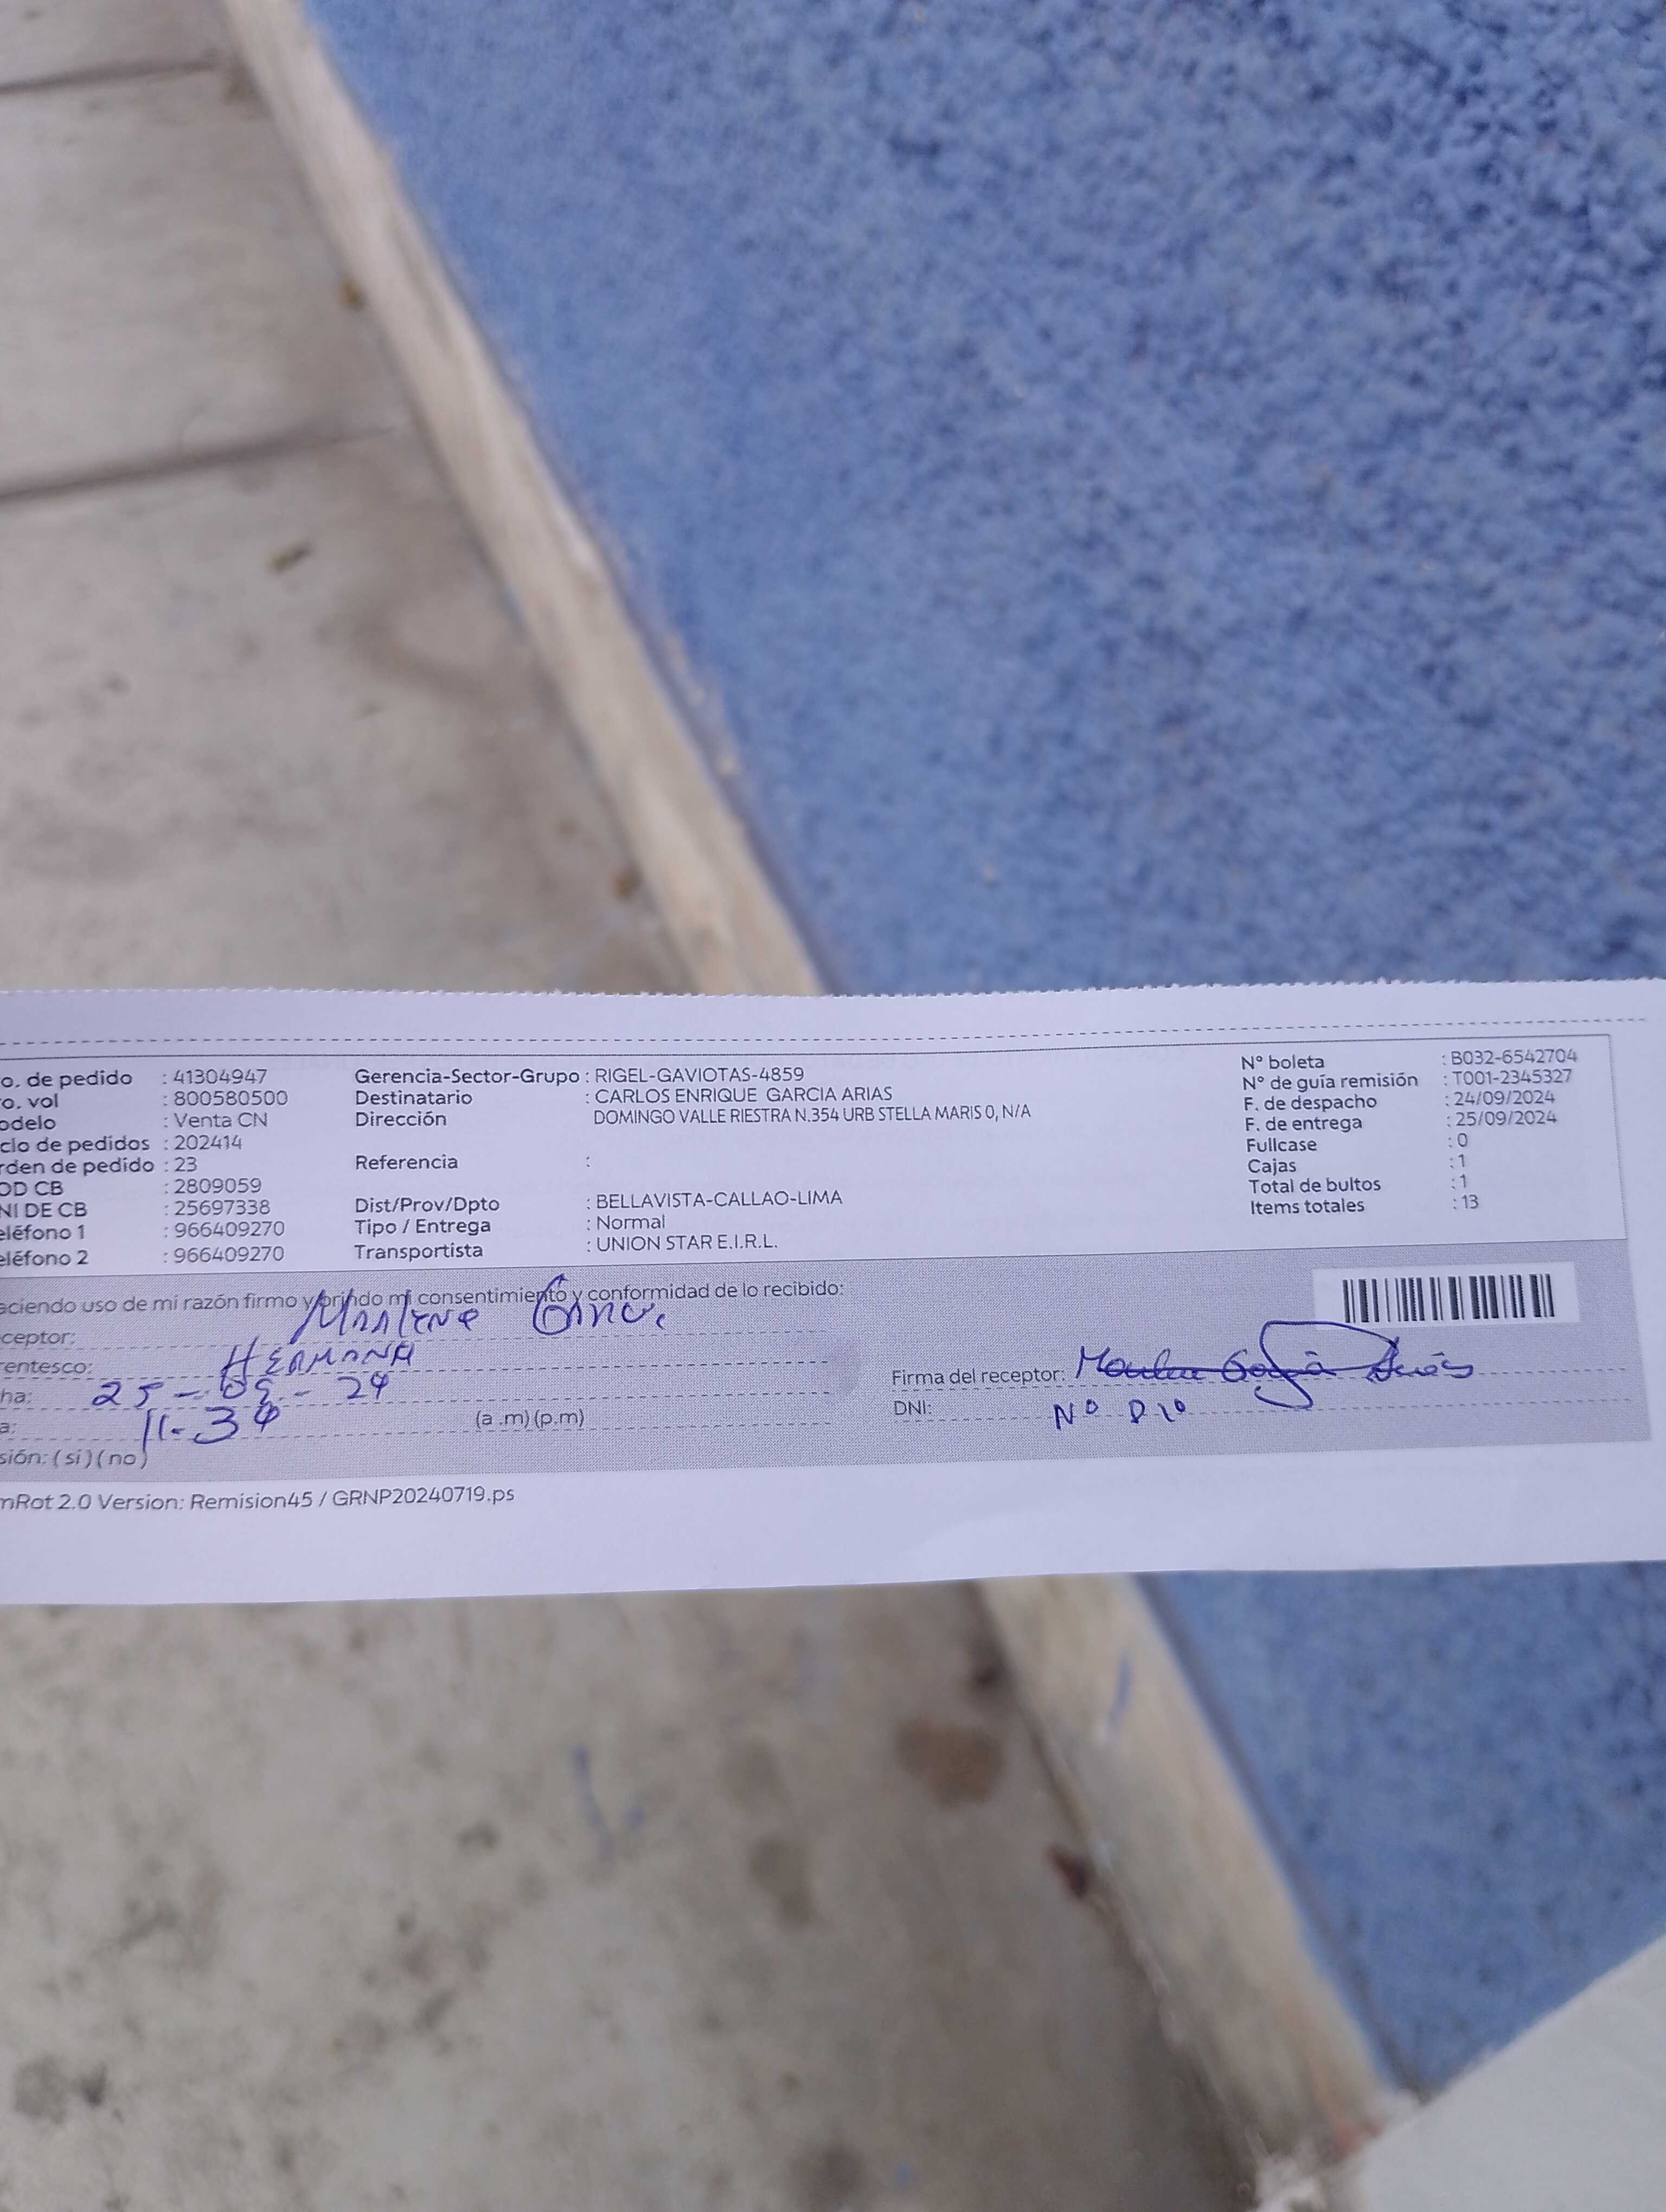 o. de pedido : 41304947 Gerencia-Sector-Grupo : RIGEL-GAVIOTAS-4859 N° boleta : B032-6542704
o. vol : 800580500 Destinatario : CARLOS ENRIQUE GARCIA ARIAS N° de guía remisión : T001-2345327
odelo : Venta CN Dirección DOMINGO VALLE RIESTRA N.354 URB STELLA MARIS 0, N/A F. de despacho : 24/09/2024
clo de pedidos : 202414 F. de entrega : 25/09/2024
rden de pedido : 23 Referencia : Fullcase : 0
OD CB : 2809059 Cajas : 1
NI DE CB : 25697338 Dist/Prov/Dpto : BELLAVISTA-CALLAO-LIMA Total de bultos : 1
eléfono 1 : 966409270 Tipo / Entrega : Normal Items totales : 13
eléfono 2 : 966409270 Transportista : UNION STAR E.I.R.L.
aciendo uso de mi razón firmo y brindo mi consentimiento y conformidad de lo recibido:
ceptor: Marlene
rentesco: HERMANA
ha: 25-09-24 Firma del receptor:
a: 11-34 (a.m)(p.m) DNI: N° D10
sión: (si)(no)
mRot 2.0 Version: Remision45 / GRNP20240719.ps